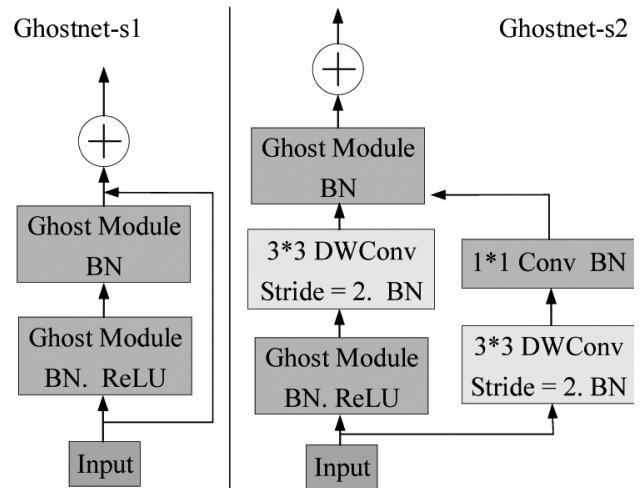 Ghostnet-s1
Ghost Module
BN
Ghost Module
BN. ReLU
Input
Ghostnet-s2
Ghost Module
BN
3*3 DWConv
Stride = 2. BN
Ghost Module
BN. ReLU
Input
1*1 Conv BN
3*3 DWConv
Stride = 2. BN